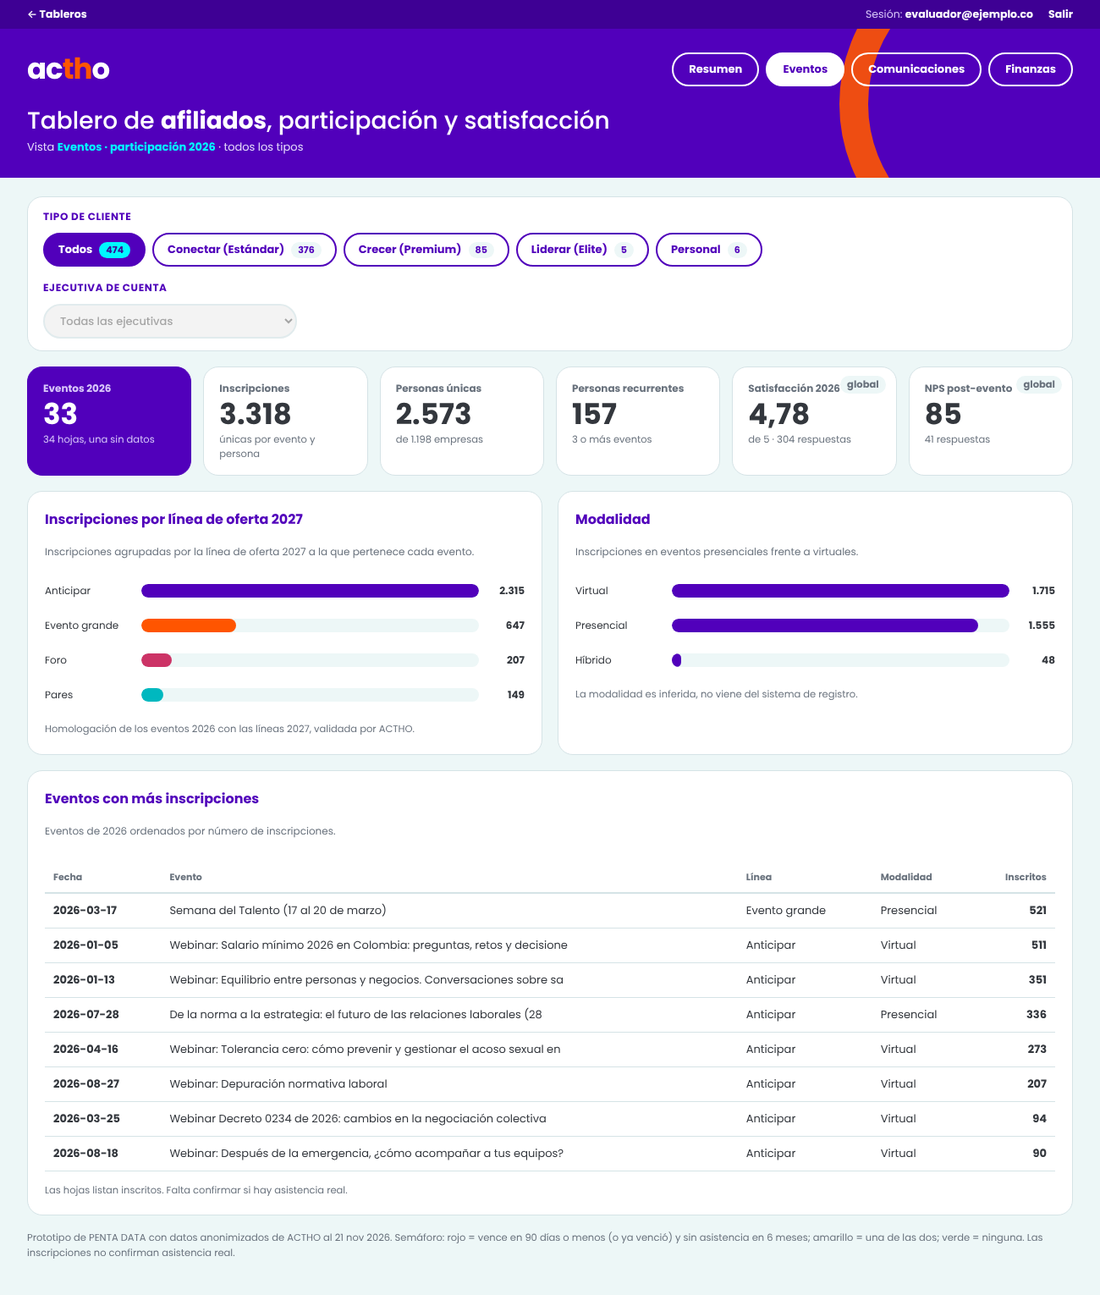 ← Tableros
Sesión: evaluador@ejemplo.co Salir
actho
Resumen Eventos Comunicaciones Finanzas
Tablero de afiliados, participación y satisfacción
Vista Eventos · participación 2026 · todos los tipos
TIPO DE CLIENTE
Todos 474 Conectar (Estándar) 376 Crecer (Premium) 85 Liderar (Elite) 5 Personal 6
EJECUTIVA DE CUENTA
Todas las ejecutivas
Eventos 2026
33
34 hojas, una sin datos
Inscripciones
3.318
únicas por evento y
persona
Personas únicas
2.573
de 1.198 empresas
Personas recurrentes
157
3 o más eventos
Satisfacción 2026 global
4,78
de 5 · 304 respuestas
NPS post-evento global
85
41 respuestas
Inscripciones por línea de oferta 2027
Inscripciones agrupadas por la línea de oferta 2027 a la que pertenece cada evento.
Anticipar 2.315
Evento grande 647
Foro 207
Pares 149
Homologación de los eventos 2026 con las líneas 2027, validada por ACTHO.
Modalidad
Inscripciones en eventos presenciales frente a virtuales.
Virtual 1.715
Presencial 1.555
Híbrido 48
La modalidad es inferida, no viene del sistema de registro.
Eventos con más inscripciones
Eventos de 2026 ordenados por número de inscripciones.
Fecha Evento Línea Modalidad Inscritos
2026-03-17 Semana del Talento (17 al 20 de marzo) Evento grande Presencial 521
2026-01-05 Webinar: Salario mínimo 2026 en Colombia: preguntas, retos y decisione Anticipar Virtual 511
2026-01-13 Webinar: Equilibrio entre personas y negocios. Conversaciones sobre sa Anticipar Virtual 351
2026-07-28 De la norma a la estrategia: el futuro de las relaciones laborales (28 Anticipar Presencial 336
2026-04-16 Webinar: Tolerancia cero: cómo prevenir y gestionar el acoso sexual en Anticipar Virtual 273
2026-08-27 Webinar: Depuración normativa laboral Anticipar Virtual 207
2026-03-25 Webinar Decreto 0234 de 2026: cambios en la negociación colectiva Anticipar Virtual 94
2026-08-18 Webinar: Después de la emergencia, ¿cómo acompañar a tus equipos? Anticipar Virtual 90
Las hojas listan inscritos. Falta confirmar si hay asistencia real.
Prototipo de PENTA DATA con datos anonimizados de ACTHO al 21 nov 2026. Semáforo: rojo = vence en 90 días o menos (o ya venció) y sin asistencia en 6 meses; amarillo = una de las dos; verde = ninguna. Las
inscripciones no confirman asistencia real.